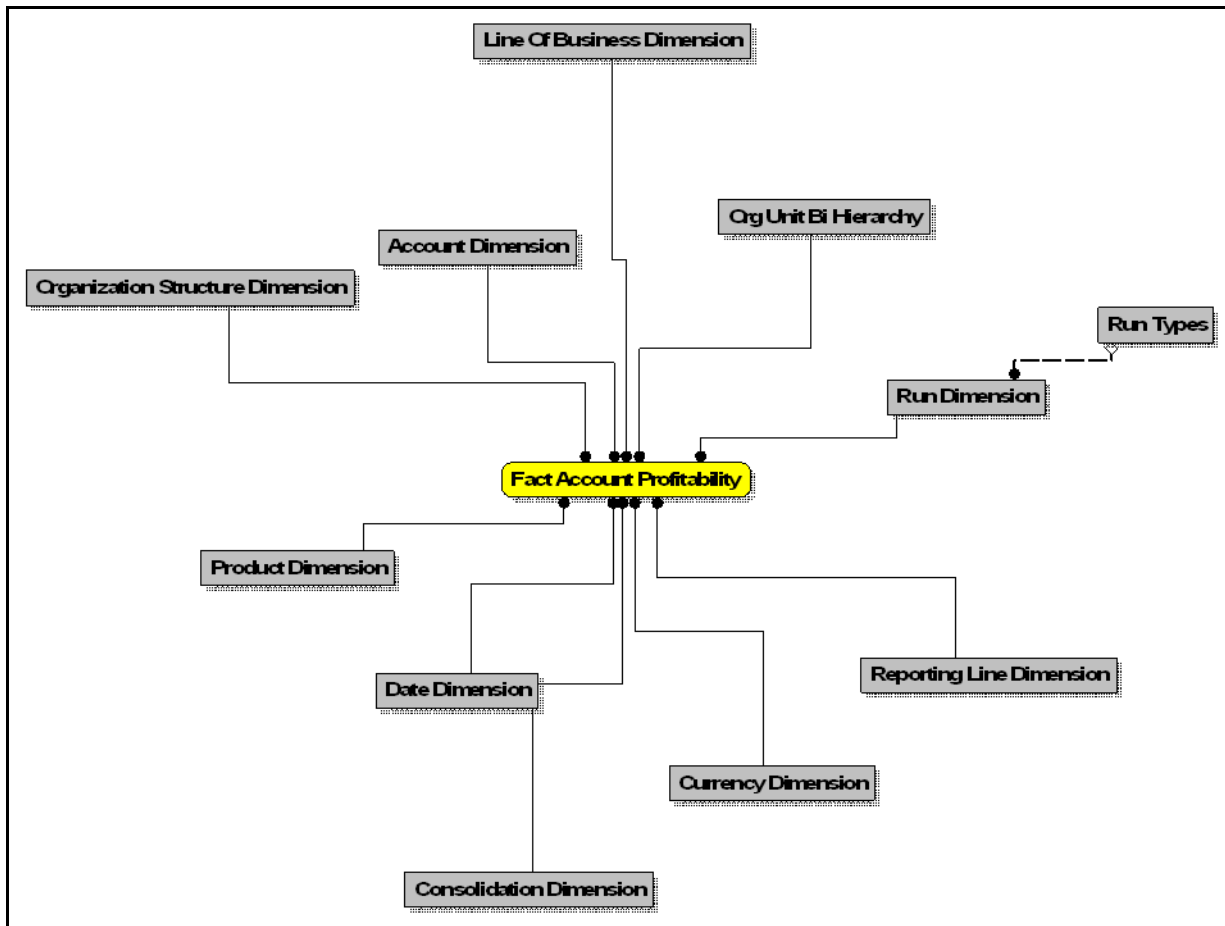 Line Of Business Dimension
Org Unit Bi Hierarchy
Account Dimension
Organization Structure Dimension
Run Types
Run Dimension
Fact Account Profitability
Product Dimension
Reporting Line Dimension
Date Dimension
Currency Dimension
Consolidation Dimension